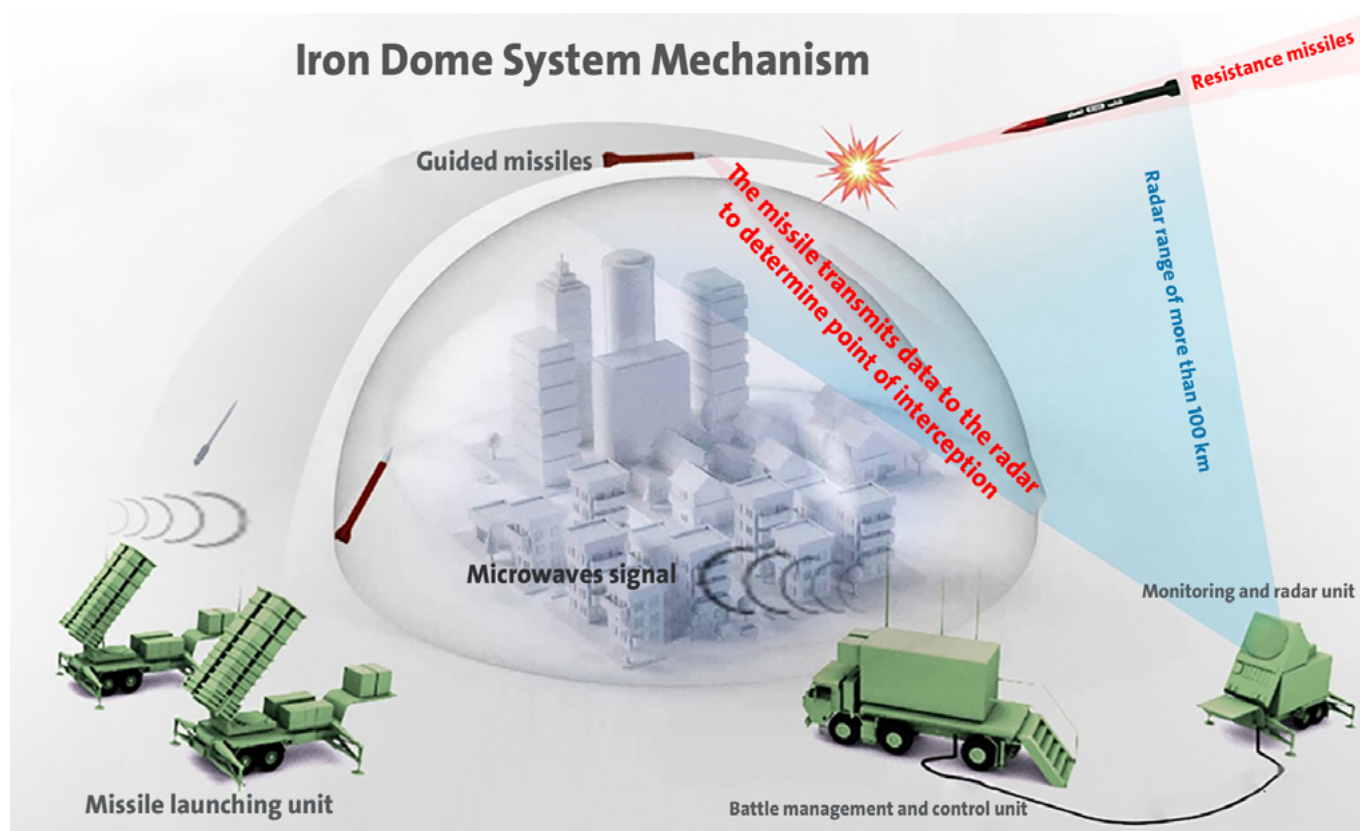 Iron Dome System Mechanism
Resistance missiles
Guided missiles
The missile transmits data to the radar
to determine point of interception
Radar range of more than 100 km
Microwaves signal
Monitoring and radar unit
Missile launching unit
Battle management and control unit